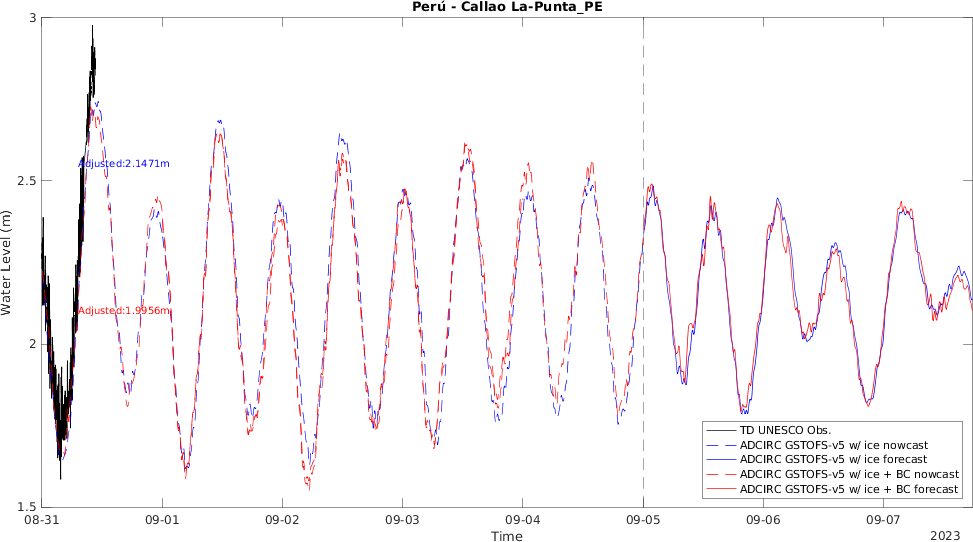 Perú - Callao La-Punta_PE
Water Level (m)
3
2.5
2
1.5
Adjusted:2.1471m
Adjusted:1.9956m
TD UNESCO Obs.
ADCIRC GSTOFS-v5 w/ ice nowcast
ADCIRC GSTOFS-v5 w/ ice forecast
ADCIRC GSTOFS-v5 w/ ice + BC nowcast
ADCIRC GSTOFS-v5 w/ ice + BC forecast
08-31 09-01 09-02 09-03 09-04 09-05 09-06 09-07
Time
2023